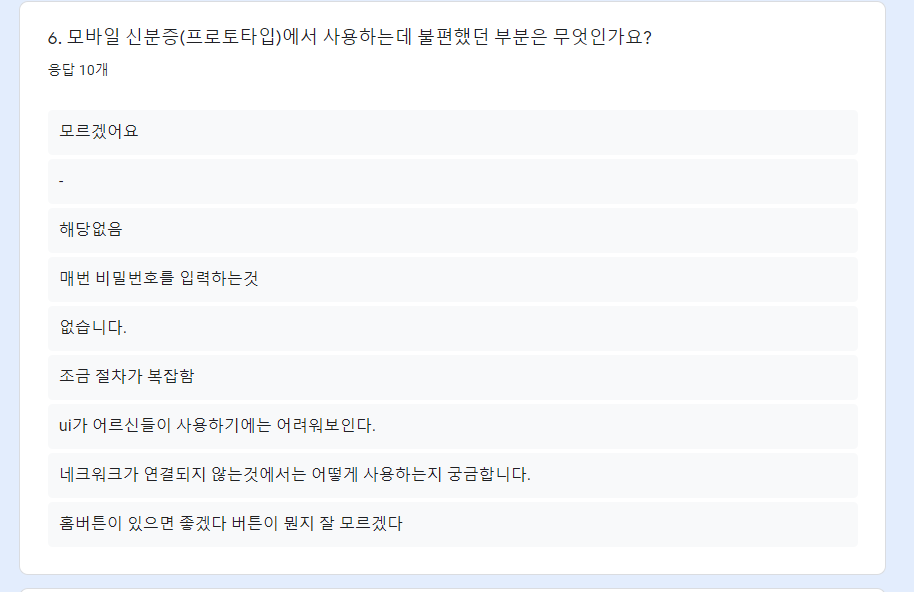 6. 모바일 신분증(프로토타입)에서 사용하는데 불편했던 부분은 무엇인가요?
응답 10개
모르겠어요
-
해당없음
매번 비밀번호를 입력하는것
없습니다.
조금 절차가 복잡함
ui가 어르신들이 사용하기에는 어려워보인다.
네크워크가 연결되지 않는것에서는 어떻게 사용하는지 궁금합니다.
홈버튼이 있으면 좋겠다 버튼이 뭔지 잘 모르겠다